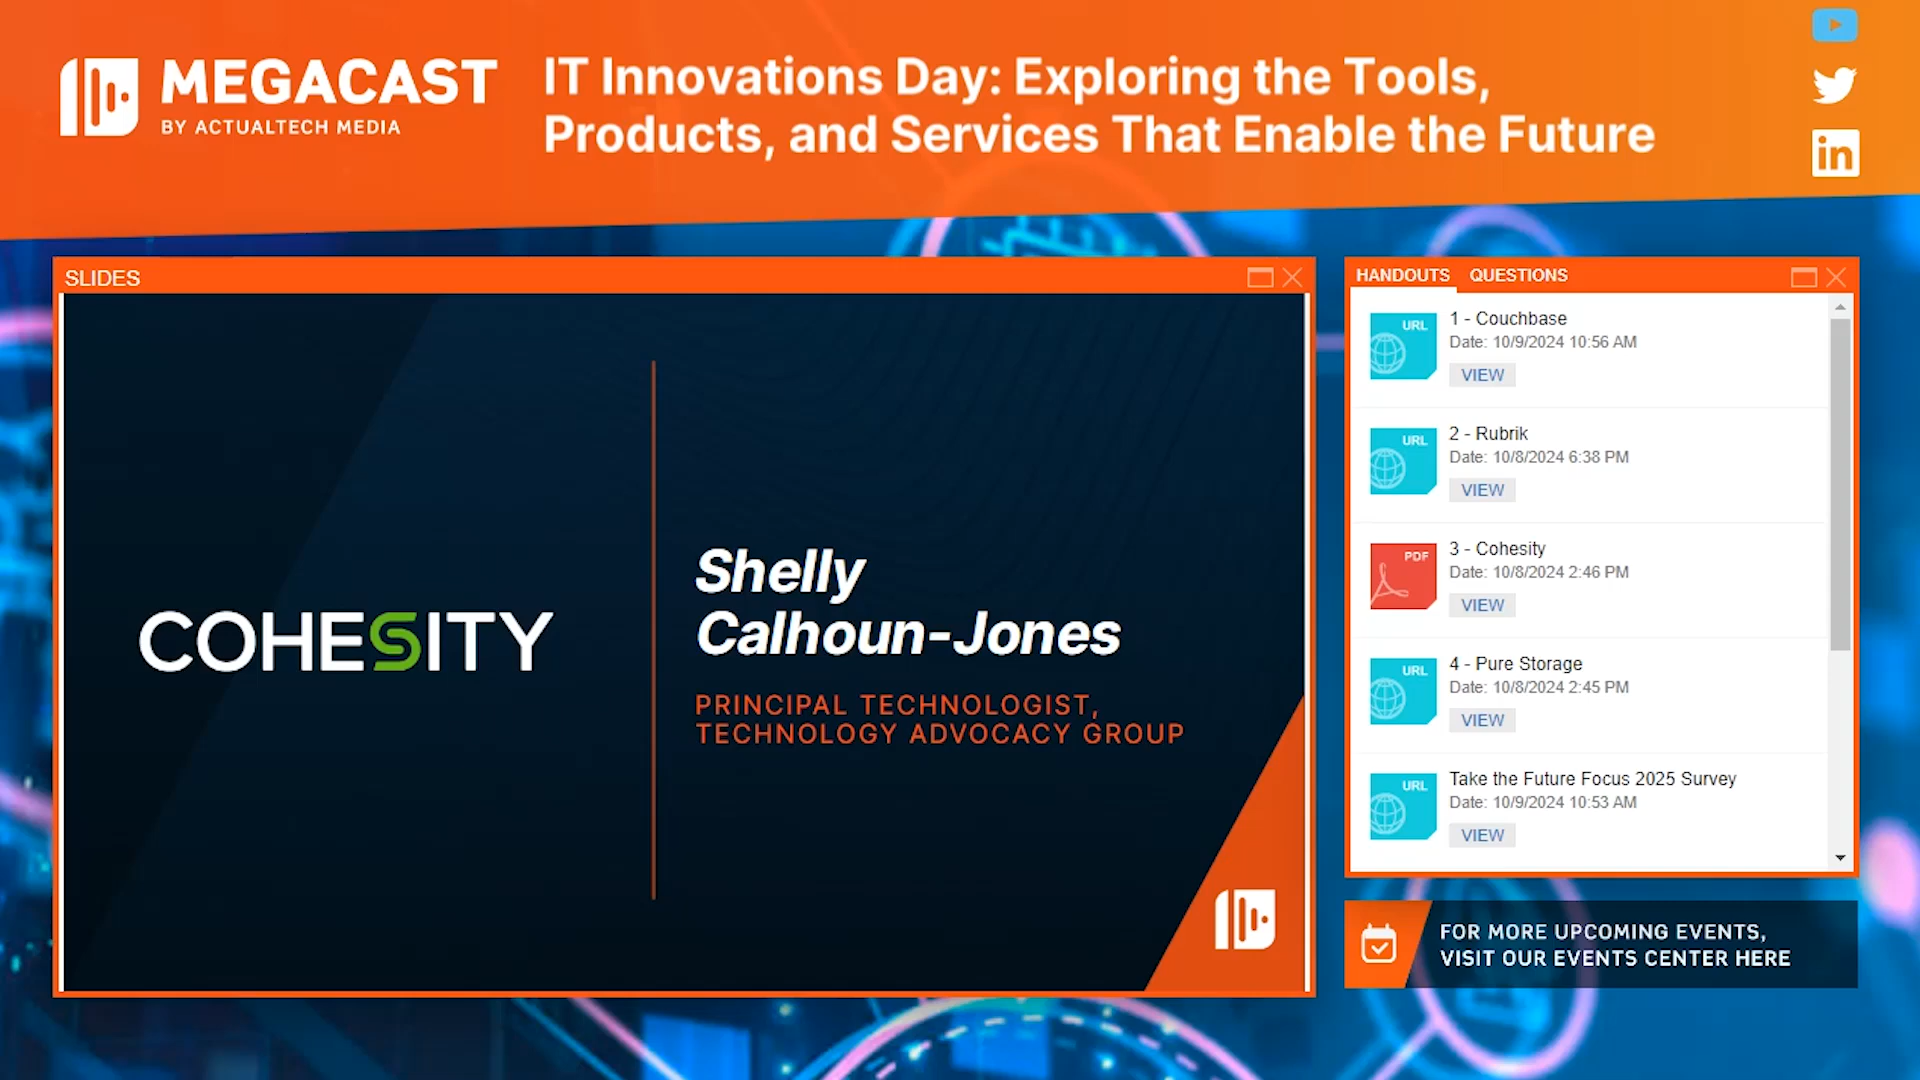 MEGACAST
BY ACTUALTECH MEDIA
IT Innovations Day: Exploring the Tools,
Products, and Services That Enable the Future
in
SLIDES
COHESITY
Shelly
Calhoun-Jones
PRINCIPAL TECHNOLOGIST,
TECHNOLOGY ADVOCACY GROUP
HANDOUTS QUESTIONS
URL
1 - Couchbase
Date: 10/9/2024 10:56 AM
VIEW
URL
2 - Rubrik
Date: 10/8/2024 6:38 PM
VIEW
PDF
3 - Cohesity
Date: 10/8/2024 2:46 PM
VIEW
URL
4 - Pure Storage
Date: 10/8/2024 2:45 PM
VIEW
URL
Take the Future Focus 2025 Survey
Date: 10/9/2024 10:53 AM
VIEW
FOR MORE UPCOMING EVENTS,
VISIT OUR EVENTS CENTER HERE